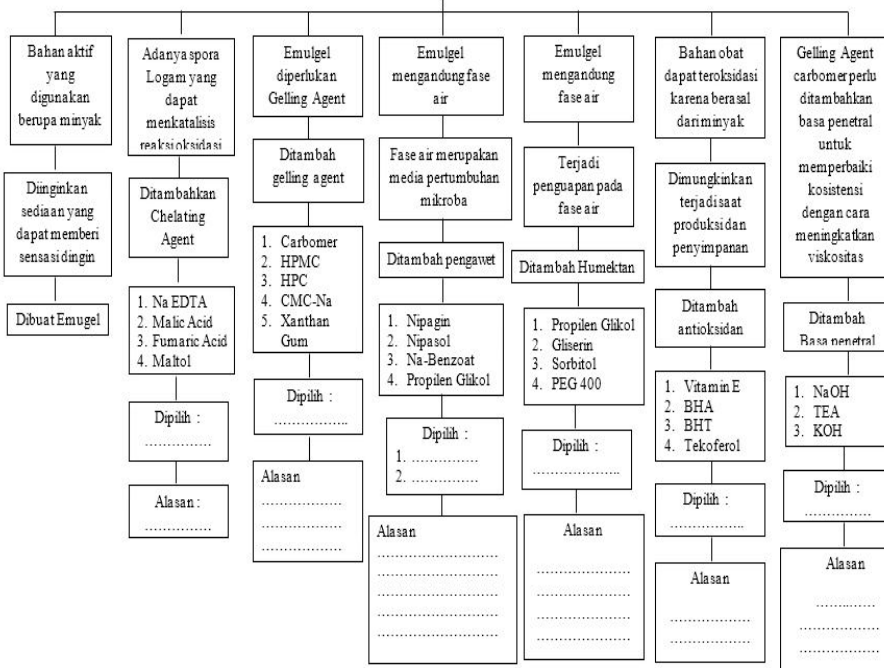 Bahan aktif
yang
digunakan
berupa minyak
Diinginkan
sediaan yang
dapat memberi
sensasi dingin
Dibuat Emugel
Adanya spora
Logam yang
dapat
menkatalisis
reaksi oksidasi
Ditambahkan
Chelating
Agent
1. Na EDTA
2. Malic Acid
3. Fumaric Acid
4. Maltol
Dipilih :
……………
Alasan :
……………
Emulgel
diperlukan
Gelling Agent
Ditambah
gelling agent
1. Carbomer
2. HPMC
3. HPC
4. CMC-Na
5. Xanthan
Gum
Dipilih :
……………..
Alasan
………………
………………
………………
Emulgel
mengandung fase
air
Fase air merupakan
media pertumbuhan
mikroba
Ditambah pengawet
1. Nipagin
2. Nipasol
3. Na-Benzoat
4. Propilen Glikol
Dipilih :
1. ……………
2. ……………
Alasan
………………………
………………………
………………………
………………………
………………………
Emulgel
mengandung
fase air
Terjadi
penguapan pada
fase air
Ditambah Humektan
1. Propilen Glikol
2. Gliserin
3. Sorbitol
4. PEG 400
Dipilih :
………………..
Alasan
…………………
…………………
…………………
…………………
Bahan obat
dapat teroksidasi
karena berasal
dari minyak
Dimungkinkan
terjadi saat
produksi dan
penyimpanan
Ditambah
antioksidan
1. Vitamin E
2. BHA
3. BHT
4. Tekoferol
Dipilih :
……………..
Alasan
………………
………………
Gelling Agent
carbomer perlu
ditambahkan
basa penetral
untuk
memperbaiki
kosistensi
dengan cara
meningkatkan
viskositas
Ditambah
Basa penetral
1. NaOH
2. TEA
3. KOH
Dipilih :
……………
Alasan
……………
………………
………………